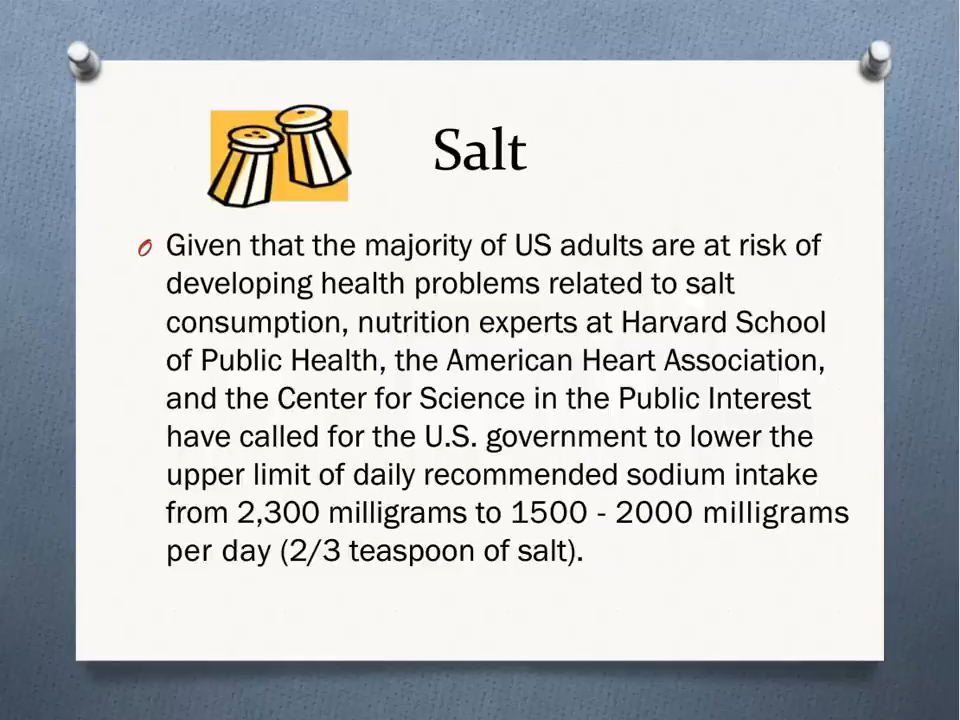 Salt
Given that the majority of US adults are at risk of
developing health problems related to salt
consumption, nutrition experts at Harvard School
of Public Health, the American Heart Association,
and the Center for Science in the Public Interest
have called for the U.S. government to lower the
upper limit of daily recommended sodium intake
from 2,300 milligrams to 1500 - 2000 milligrams
per day (2/3 teaspoon of salt).